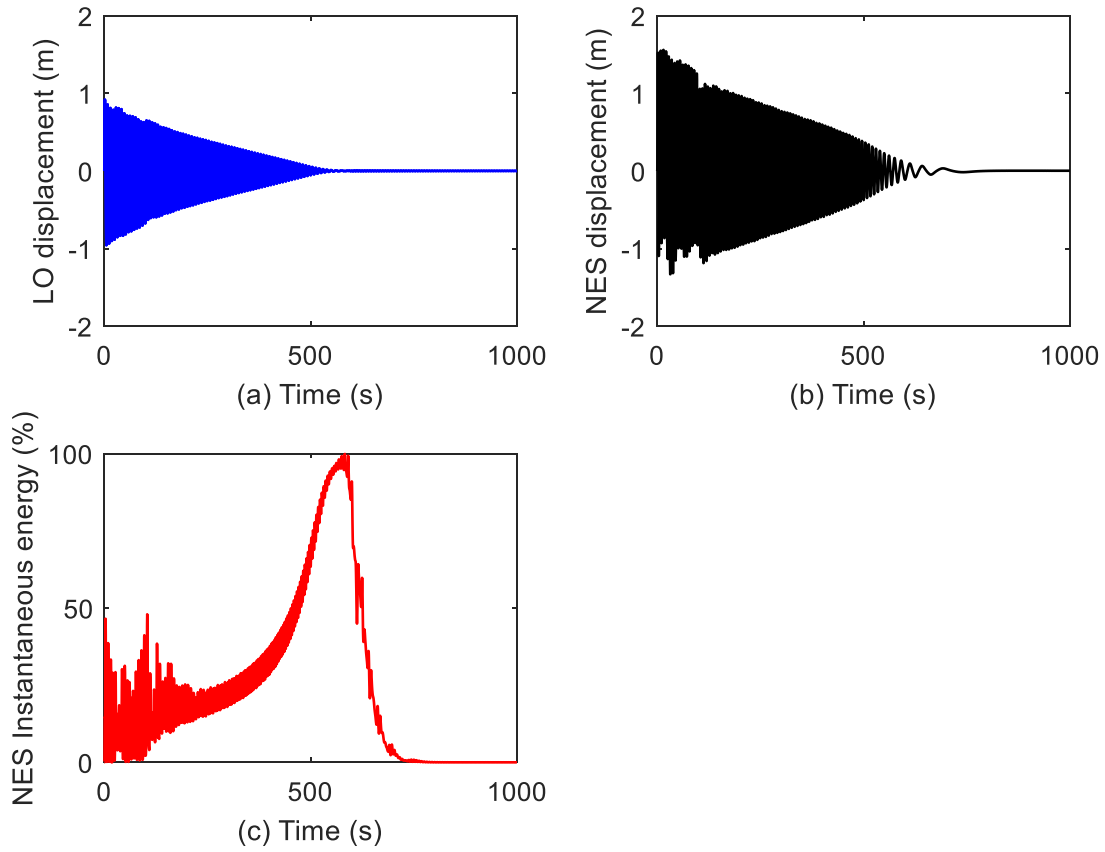 LO displacement (m)
2
1
0
-1
-2
0 500 1000
(a) Time (s)
NES displacement (m)
2
1
0
-1
-2
0 500 1000
(b) Time (s)
NES Instantaneous energy (%)
100
50
0
0 500 1000
(c) Time (s)